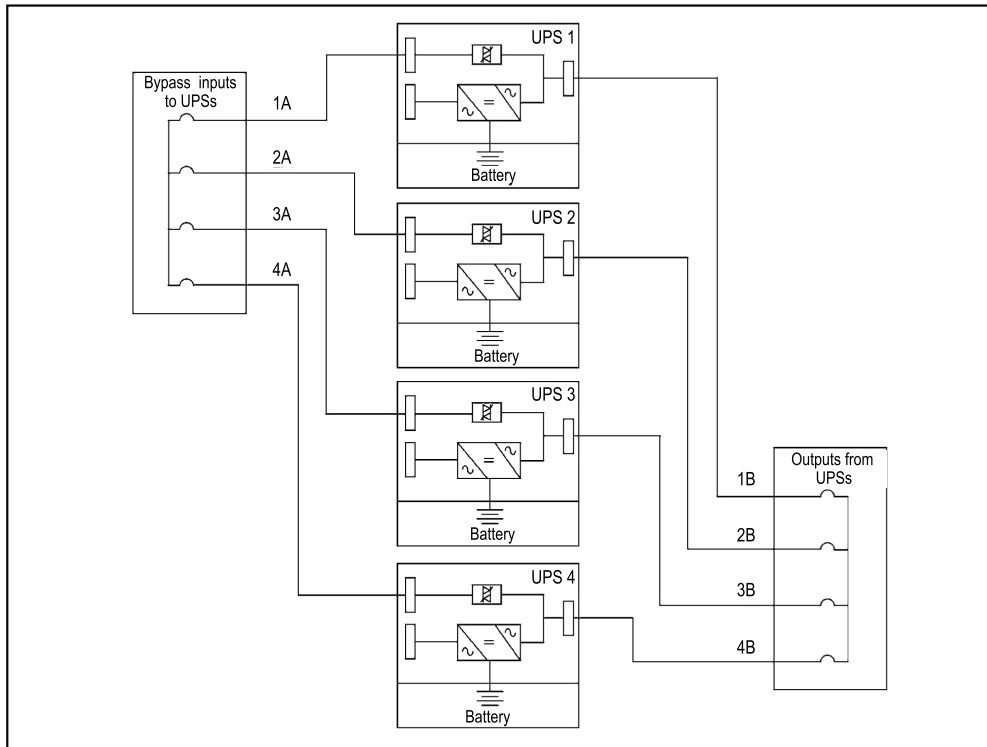 Bypass inputs
to UPSs
1A
2A
3A
4A
UPS 1
Battery
UPS 2
Battery
UPS 3
Battery
UPS 4
Battery
Outputs from
UPSs
1B
2B
3B
4B